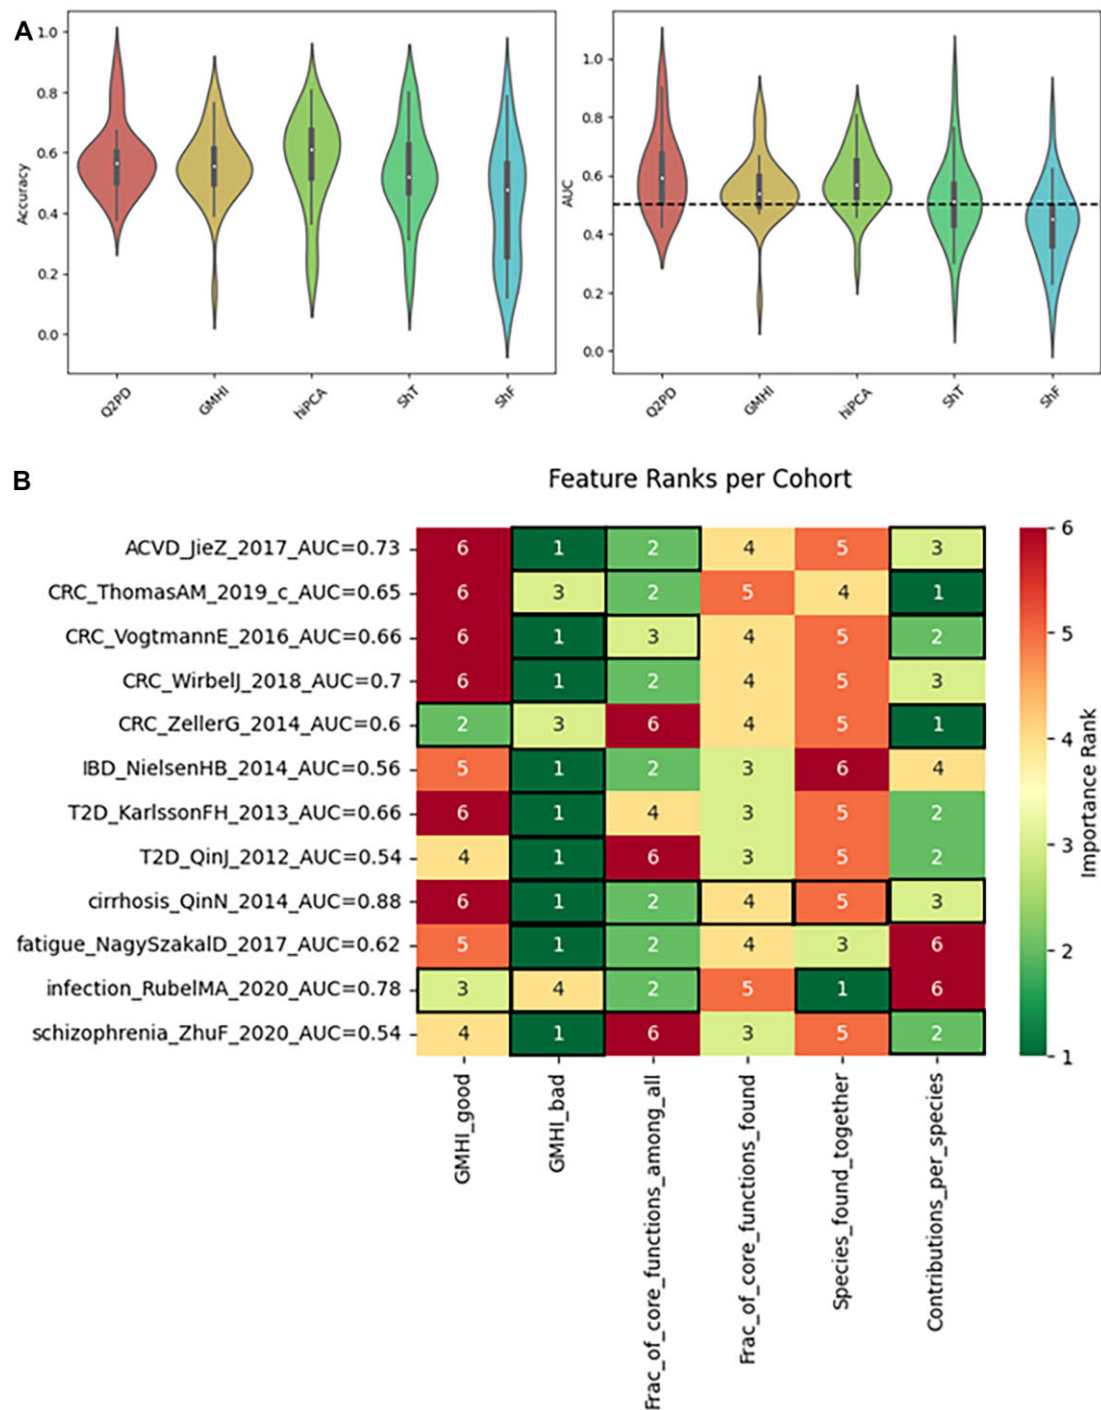 A
1.0
0.8
0.6
0.4
0.2
0.0
Accuracy
Q2PD
GMHI
hiPCA
ShT
ShF
1.0
0.8
0.6
0.4
0.2
0.0
AUC
Q2PD
GMHI
hiPCA
ShT
ShF
B
Feature Ranks per Cohort
ACVD_JieZ_2017_AUC=0.73 6 1 2 4 5 3
CRC_ThomasAM_2019_c_AUC=0.65 6 3 2 5 4 1
CRC_VogtmannE_2016_AUC=0.66 6 1 3 4 5 2
CRC_WirbelJ_2018_AUC=0.7 6 1 2 4 5 3
CRC_ZellerG_2014_AUC=0.6 2 3 6 4 5 1
IBD_NielsenHB_2014_AUC=0.56 5 1 2 3 6 4
T2D_KarlssonFH_2013_AUC=0.66 6 1 4 3 5 2
T2D_QinJ_2012_AUC=0.54 4 1 6 3 5 2
cirrhosis_QinN_2014_AUC=0.88 6 1 2 4 5 3
fatigue_NagySzakalD_2017_AUC=0.62 5 1 2 4 3 6
infection_RubelMA_2020_AUC=0.78 3 4 2 5 1 6
schizophrenia_ZhuF_2020_AUC=0.54 4 1 6 3 5 2
GMHI_good
GMHI_bad
Frac_of_core_functions_among_all
Frac_of_core_functions_found
Species_found_together
Contributions_per_species
6
5
4
3
2
1
Importance Rank